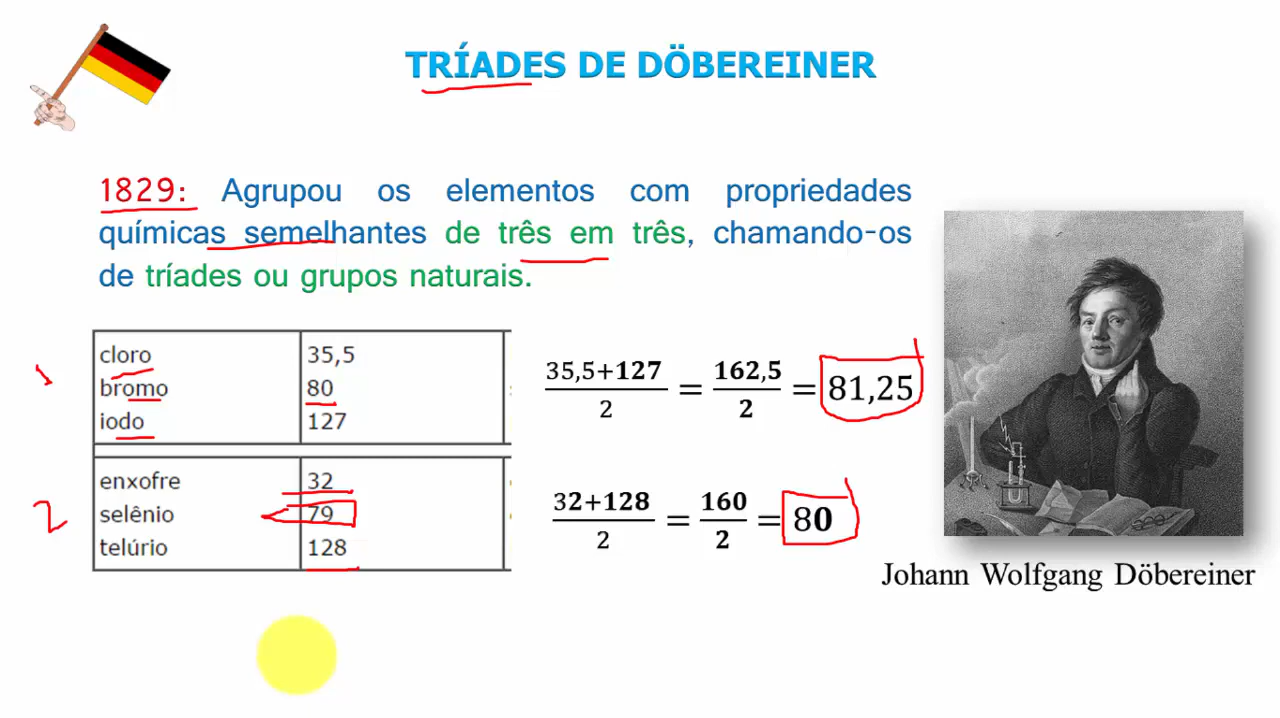 TRÍADES DE DÖBEREINER
1829: Agrupou os elementos com propriedades
químicas semelhantes de três em três, chamando-os
de tríades ou grupos naturais.
1
cloro 35,5
bromo 80
iodo 127
35,5+127/2 = 162,5/2 = 81,25
2
enxofre 32
selênio 79
telúrio 128
32+128/2 = 160/2 = 80
Johann Wolfgang Döbereiner